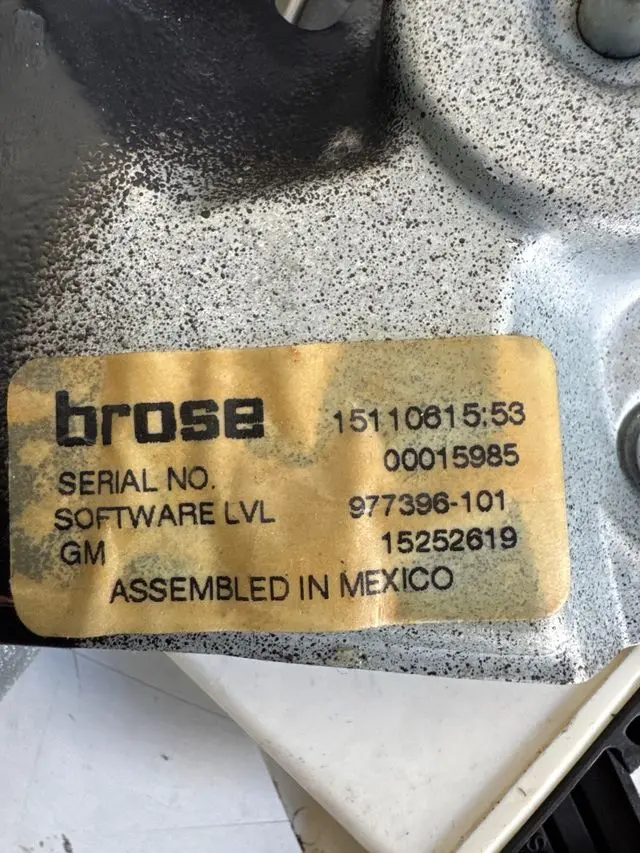 brose 15110615:53
SERIAL NO. 00015985
SOFTWARE LVL 977396-101
GM 15252619
ASSEMBLED IN MEXICO